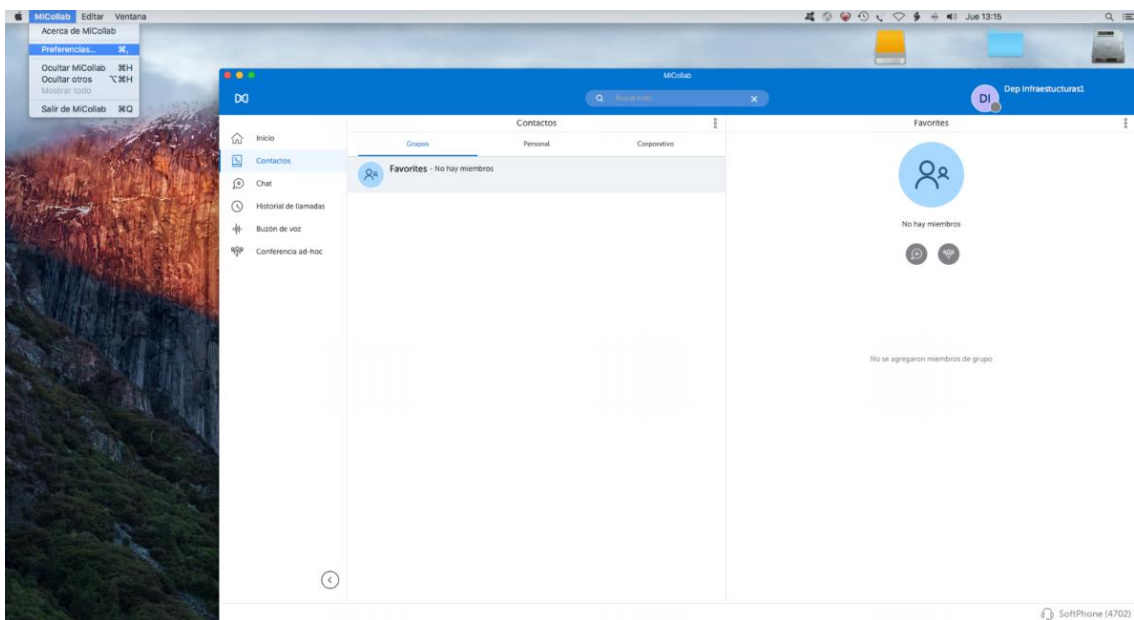 MiCollab Editar Ventana
Jue 13:15
Acerca de MiCollab
Preferencias... ⌘,
Ocultar MiCollab ⌘H
Ocultar otros ⌥⌘H
Mostrar todo
Salir de MiCollab ⌘Q
MiCollab
Buscar todo
DI
Dep Infraestucturas1
Inicio
Contactos
Chat
Historial de llamadas
Buzón de voz
Conferencia ad-hoc
Contactos
Grupos Personal Corporativo
Favorites - No hay miembros
Favorites
No hay miembros
No se agregaron miembros de grupo
SoftPhone (4702)